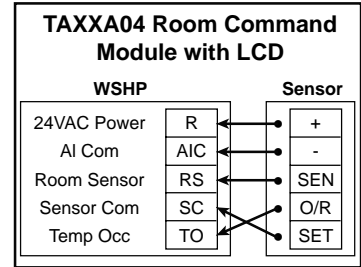 TAXXA04 Room Command
Module with LCD
WSHP Sensor
24VAC Power R +
AI Com AIC -
Room Sensor RS SEN
Sensor Com SC O/R
Temp Occ TO SET